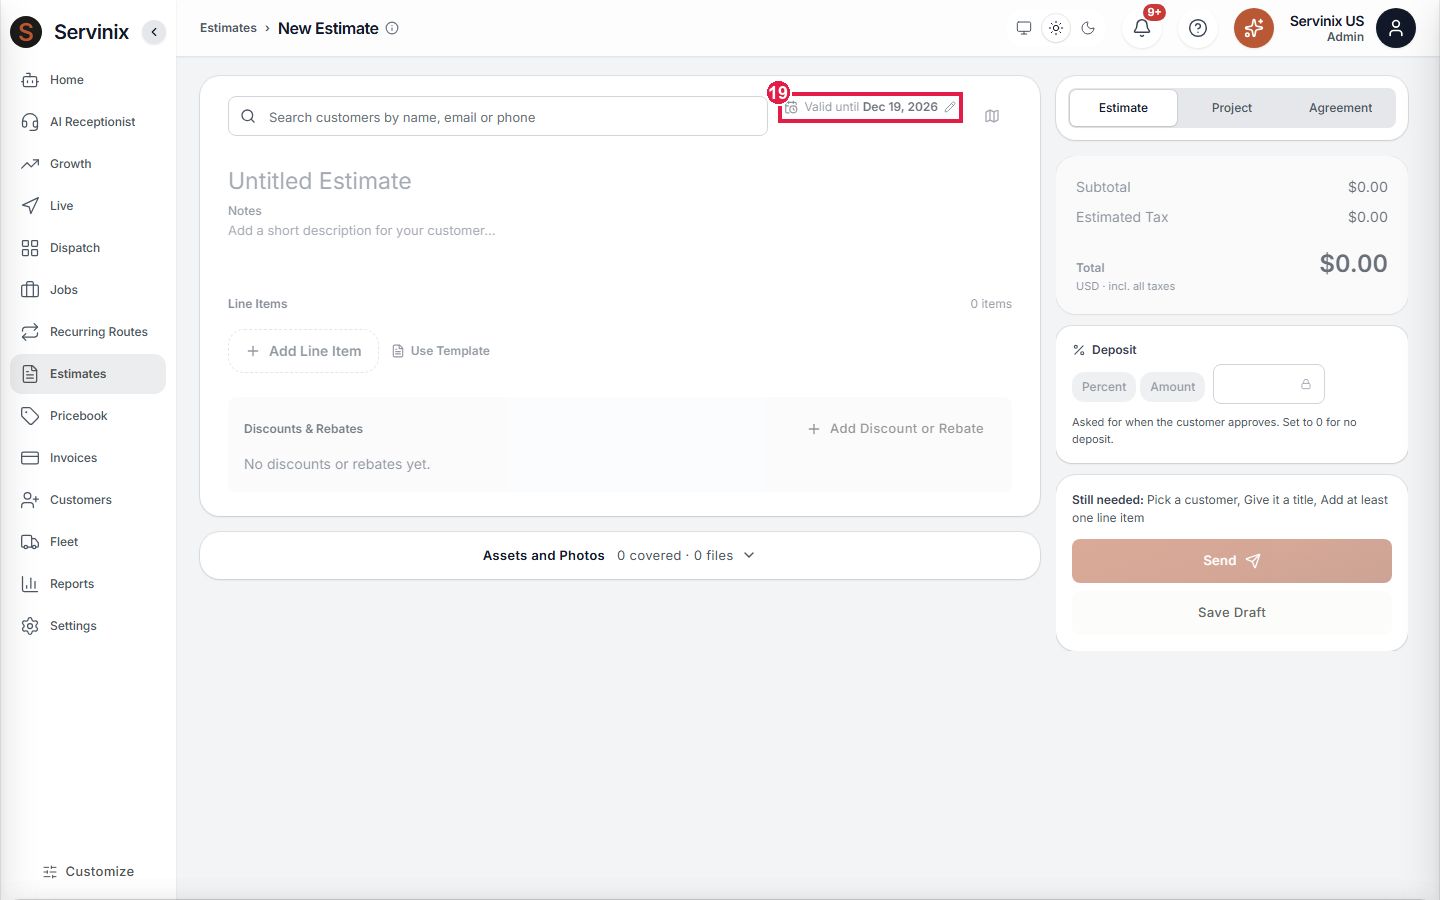 S Servinix
Home
AI Receptionist
Growth
Live
Dispatch
Jobs
Recurring Routes
Estimates
Pricebook
Invoices
Customers
Fleet
Reports
Settings
Customize
Estimates › New Estimate
9+
Servinix US
Admin
Search customers by name, email or phone
19
Valid until Dec 19, 2026
Untitled Estimate
Notes
Add a short description for your customer...
Line Items
0 items
+ Add Line Item
Use Template
Discounts & Rebates
+ Add Discount or Rebate
No discounts or rebates yet.
Assets and Photos 0 covered · 0 files
Estimate Project Agreement
Subtotal $0.00
Estimated Tax $0.00
Total $0.00
USD · incl. all taxes
% Deposit
Percent Amount
Asked for when the customer approves. Set to 0 for no
deposit.
Still needed: Pick a customer, Give it a title, Add at least
one line item
Send
Save Draft